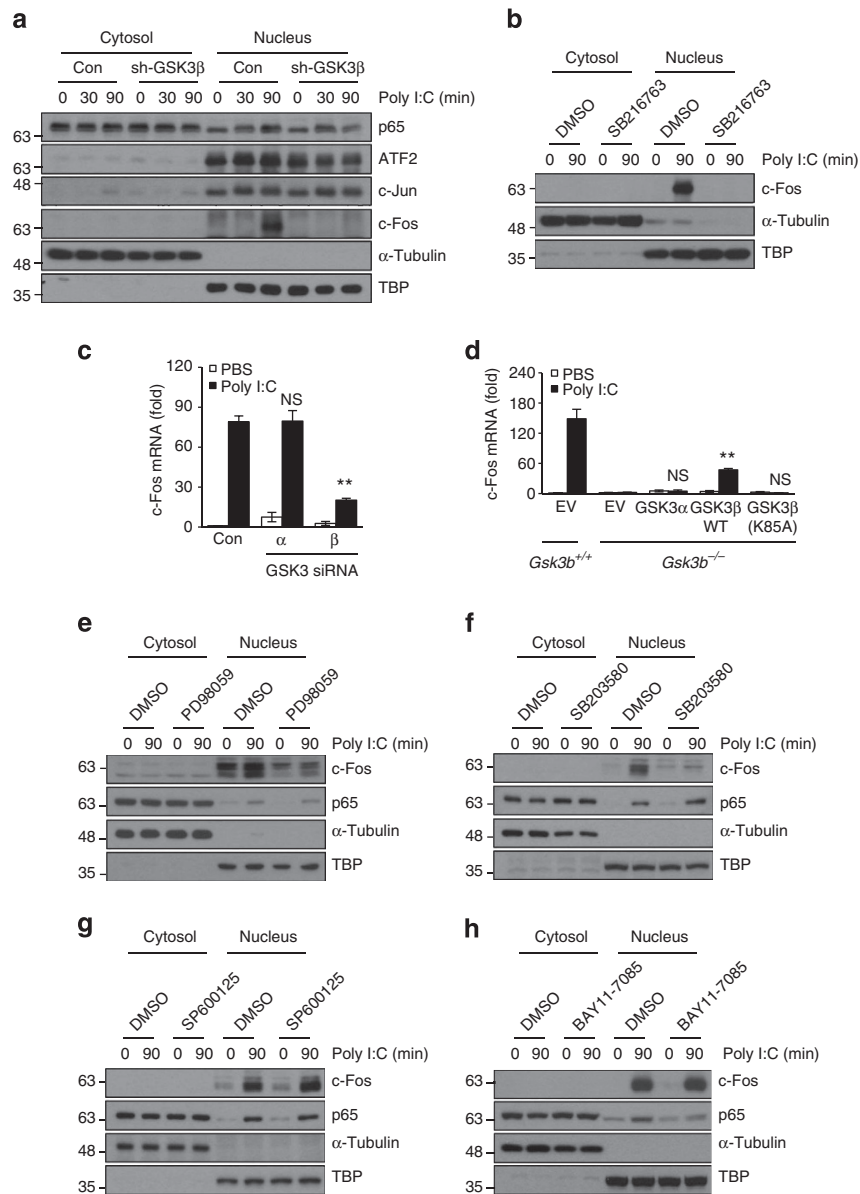 a
Cytosol Nucleus
Con sh-GSK3β Con sh-GSK3β
0 30 90 0 30 90 0 30 90 0 30 90 Poly I:C (min)
63 p65
63 ATF2
48 c-Jun
63 c-Fos
48 α-Tubulin
35 TBP
b
Cytosol Nucleus
DMSO SB216763 DMSO SB216763
0 90 0 90 0 90 0 90 Poly I:C (min)
63 c-Fos
48 α-Tubulin
35 TBP
c
c-Fos mRNA (fold)
120
90
60
30
0
PBS
Poly I:C
NS
**
Con α β
GSK3 siRNA
d
c-Fos mRNA (fold)
240
180
120
60
0
PBS
Poly I:C
NS ** NS
EV EV GSK3α GSK3β WT GSK3β (K85A)
Gsk3b+/+ Gsk3b–/–
e
Cytosol Nucleus
DMSO PD98059 DMSO PD98059
0 90 0 90 0 90 0 90 Poly I:C (min)
63 c-Fos
63 p65
48 α-Tubulin
35 TBP
f
Cytosol Nucleus
DMSO SB203580 DMSO SB203580
0 90 0 90 0 90 0 90 Poly I:C (min)
63 c-Fos
63 p65
48 α-Tubulin
35 TBP
g
Cytosol Nucleus
DMSO SP600125 DMSO SP600125
0 90 0 90 0 90 0 90 Poly I:C (min)
63 c-Fos
63 p65
48 α-Tubulin
35 TBP
h
Cytosol Nucleus
DMSO BAY11-7085 DMSO BAY11-7085
0 90 0 90 0 90 0 90 Poly I:C (min)
63 c-Fos
63 p65
48 α-Tubulin
35 TBP